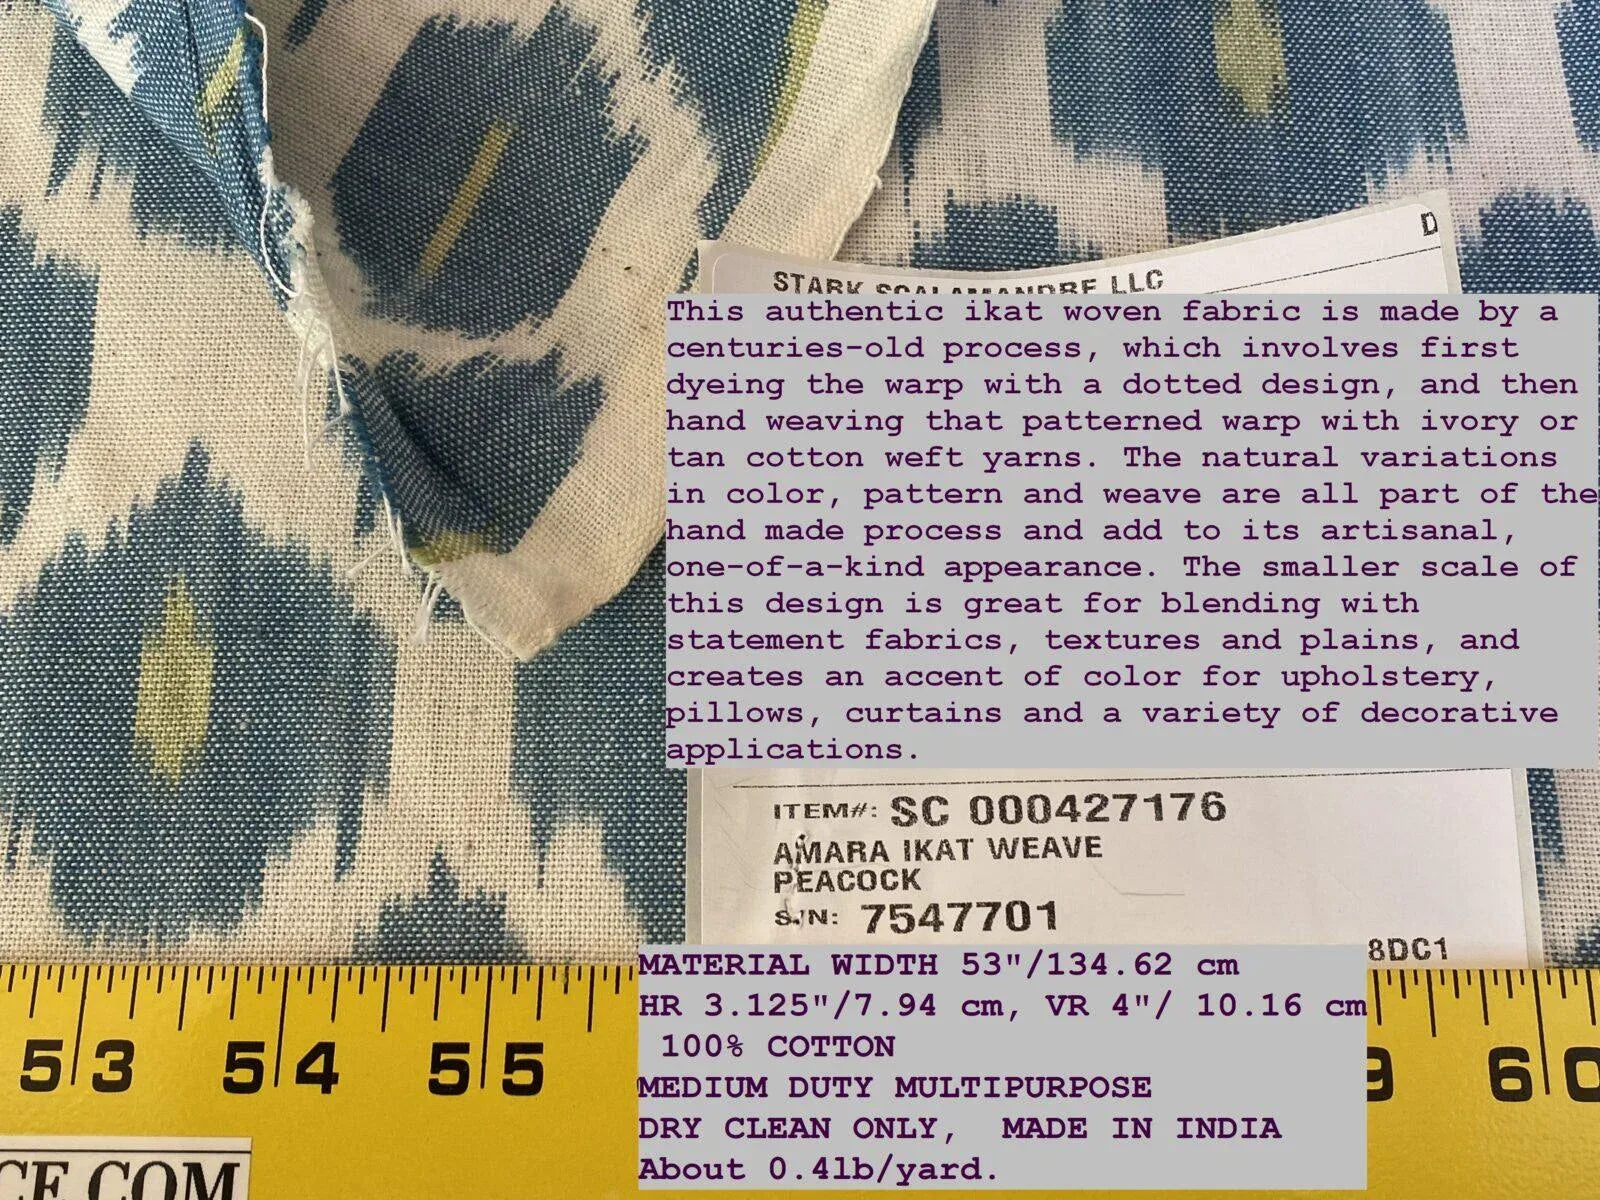 D
STARK SCALAMANDRE LLC
This authentic ikat woven fabric is made by a
centuries-old process, which involves first
dyeing the warp with a dotted design, and then
hand weaving that patterned warp with ivory or
tan cotton weft yarns. The natural variations
in color, pattern and weave are all part of the
hand made process and add to its artisanal,
one-of-a-kind appearance. The smaller scale of
this design is great for blending with
statement fabrics, textures and plains, and
creates an accent of color for upholstery,
pillows, curtains and a variety of decorative
applications.
ITEM#: SC 000427176
AMARA IKAT WEAVE
PEACOCK
S/N: 7547701
8DC1
MATERIAL WIDTH 53"/134.62 cm
HR 3.125"/7.94 cm, VR 4"/ 10.16 cm
100% COTTON
MEDIUM DUTY MULTIPURPOSE
DRY CLEAN ONLY, MADE IN INDIA
About 0.4lb/yard.
53 54 55 9 60
CE.COM